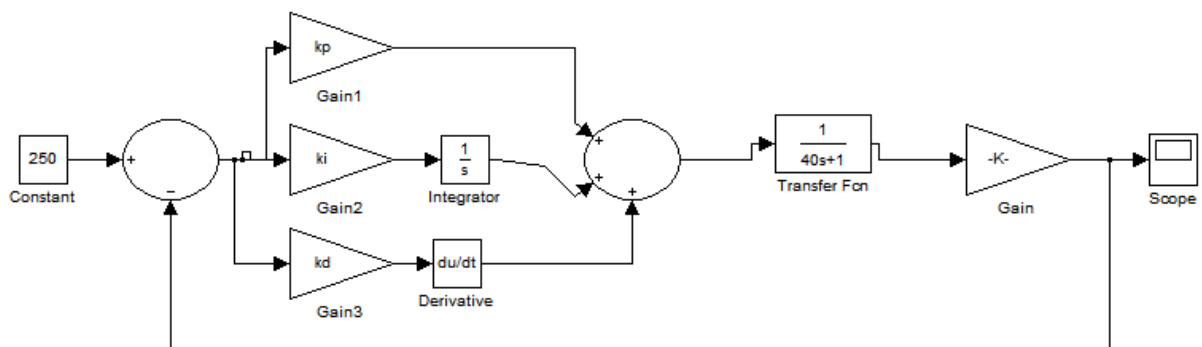 kp
Gain1
250
Constant
+
−
ki
Gain2
1
s
Integrator
kd
Gain3
du/dt
Derivative
+
+
+
1
40s+1
Transfer Fcn
-K-
Gain
Scope